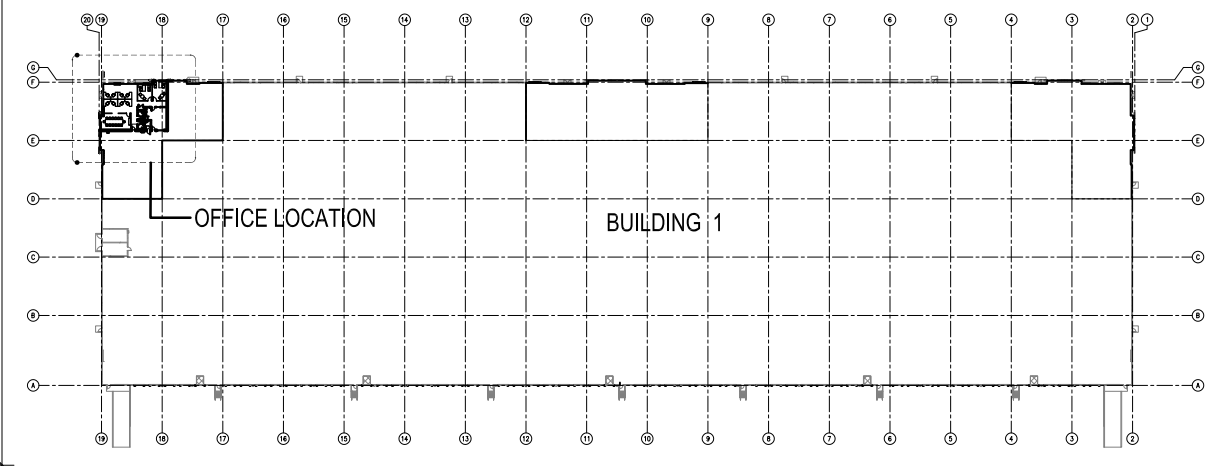 20 19 18 17 16 15 14 13 12 11 10 9 8 7 6 5 4 3 2 1
G G
F F
E E
D D
OFFICE LOCATION BUILDING 1
C C
B B
A A
19 18 17 16 15 14 13 12 11 10 9 8 7 6 5 4 3 2